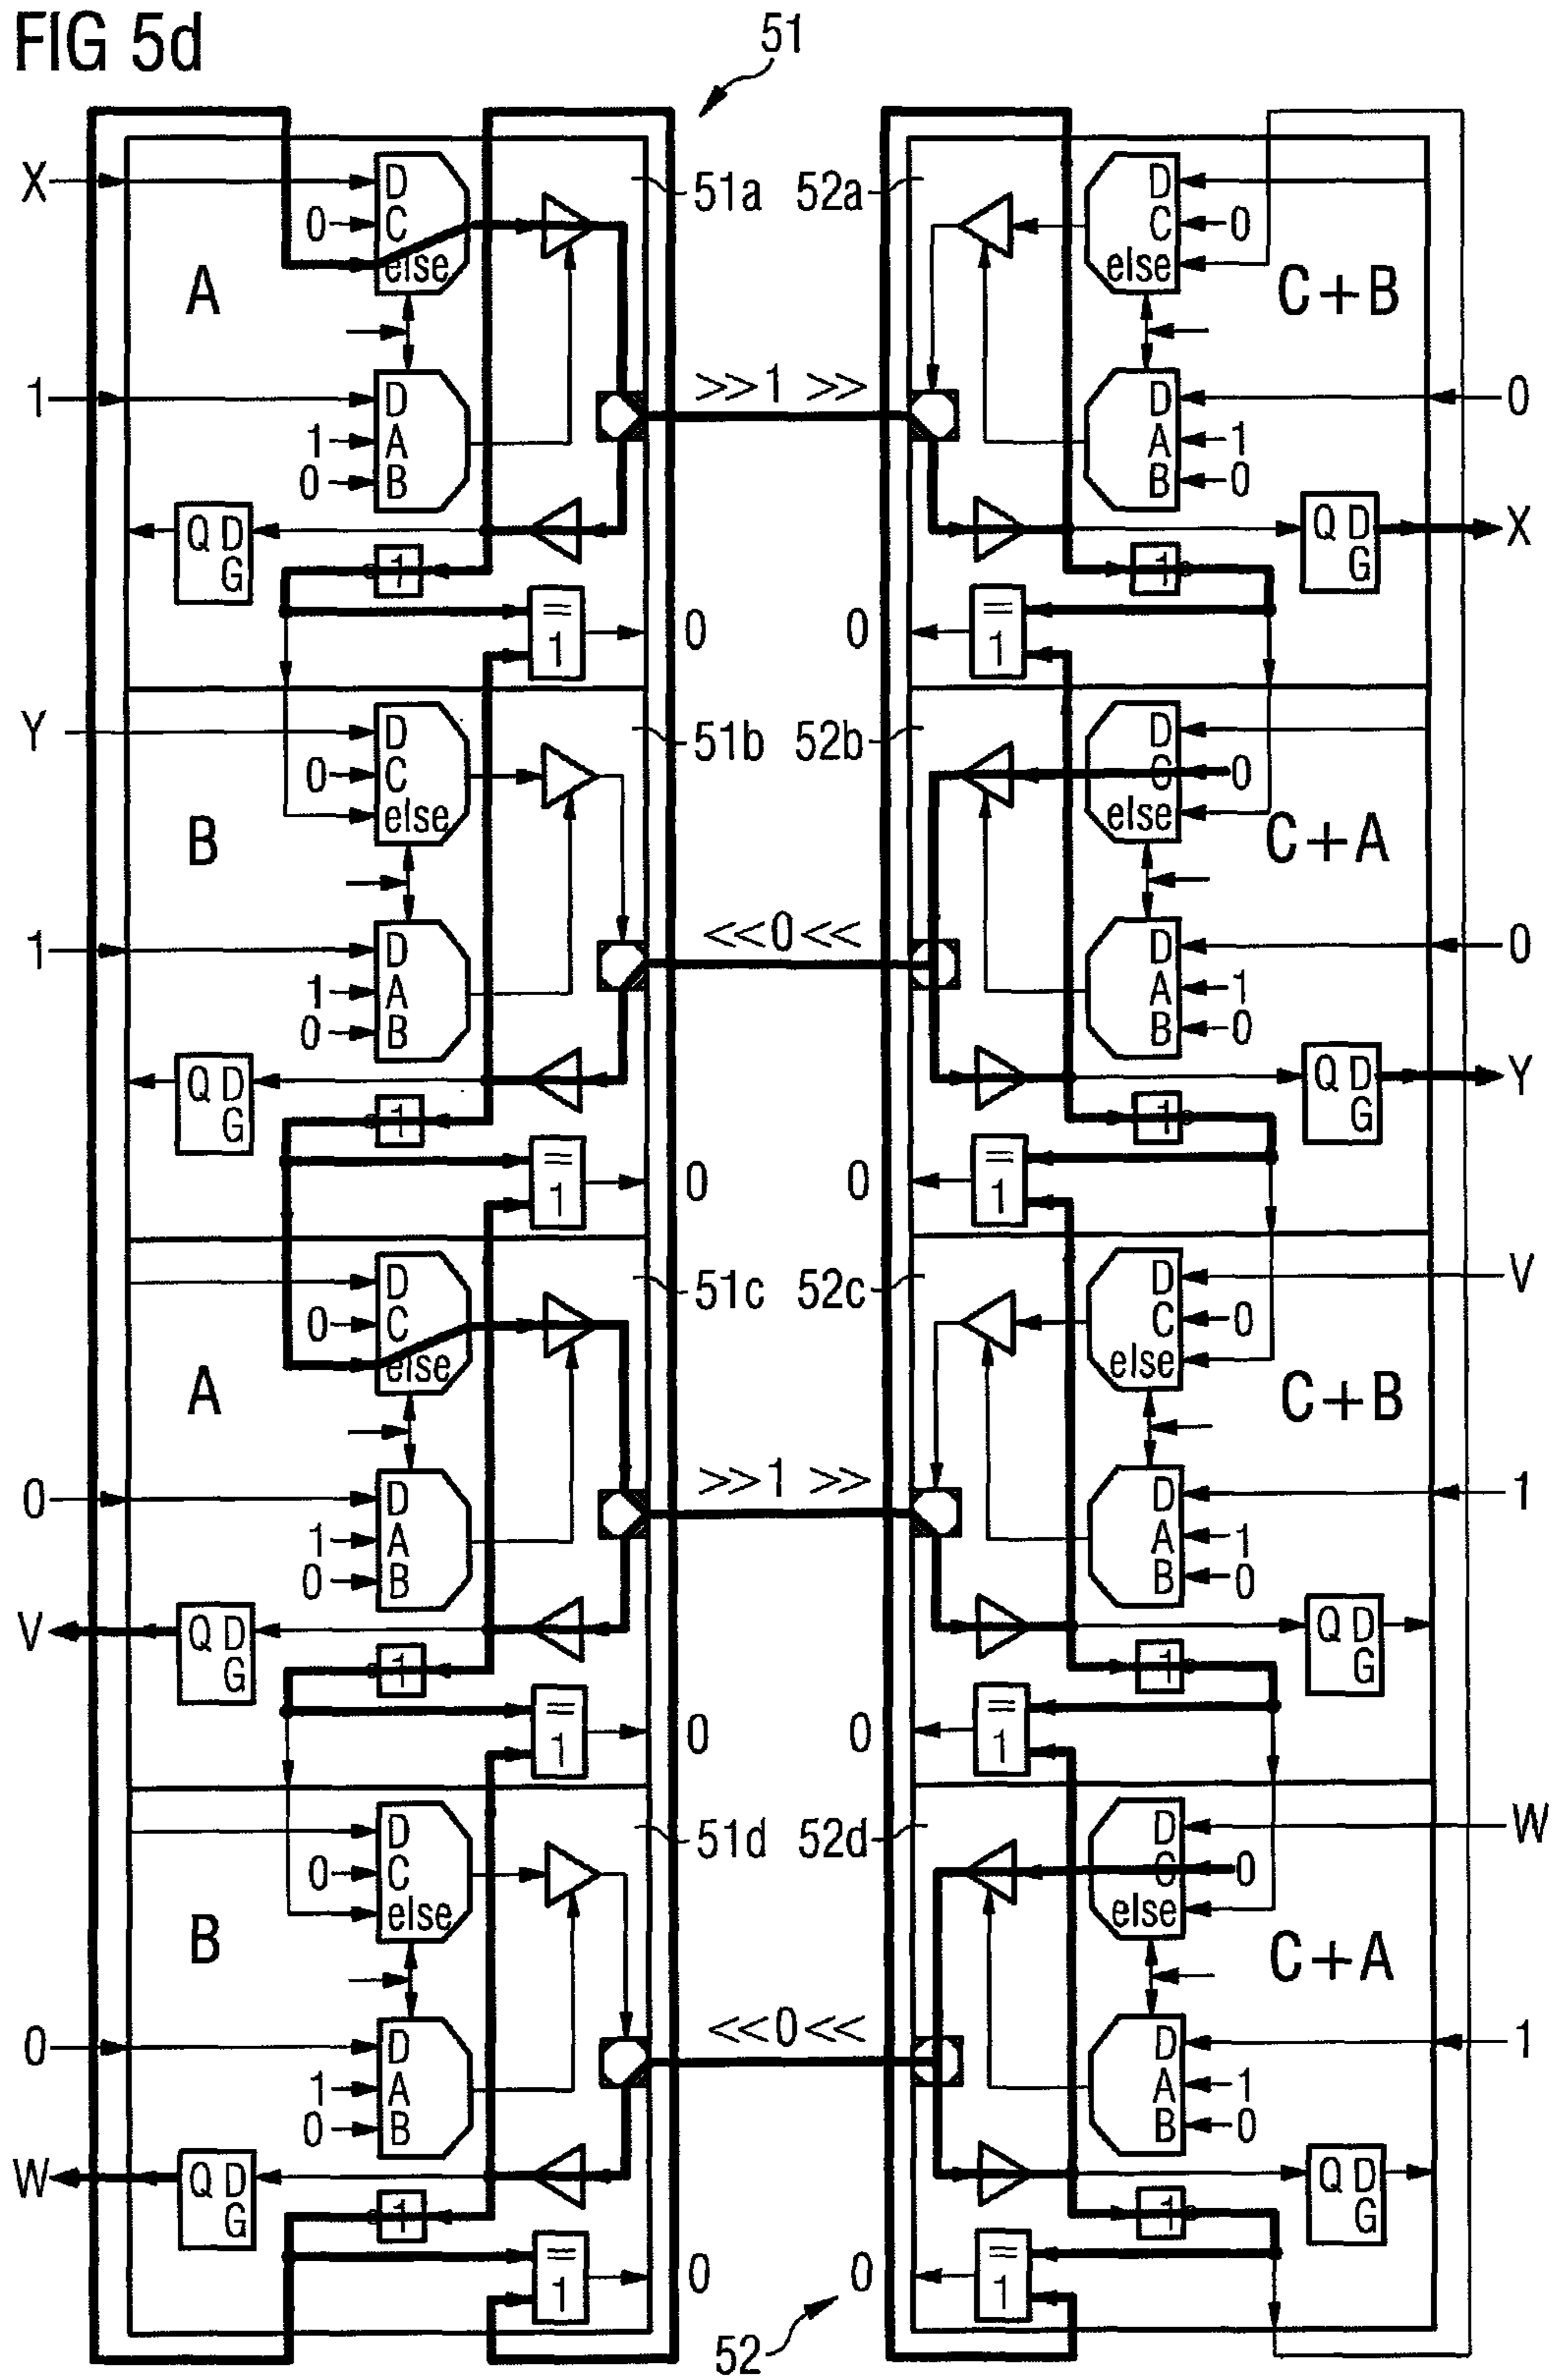 FIG 5d
51
X D 51a 52a D
0 C C 0
else else
A C+B
>>1 >>
1 D D 0
1 A A 1
0 B B 0
Q D Q D X
G 1 1 G
= =
1 0 0 1
Y D 51b 52b D
0 C C 0
else else
B C+A
<<0<<
1 D D 0
1 A A 1
0 B B 0
Q D Q D Y
G 1 1 G
= =
1 0 0 1
D 51c 52c D V
0 C C 0
else else
A C+B
>>1 >>
0 D D 1
1 A A 1
0 B B 0
V Q D Q D
G 1 1 G
= =
1 0 0 1
D 51d 52d D W
0 C C 0
else else
B C+A
<<0<<
0 D D 1
1 A A 1
0 B B 0
W Q D Q D
G 1 1 G
= =
1 0 0 1
52